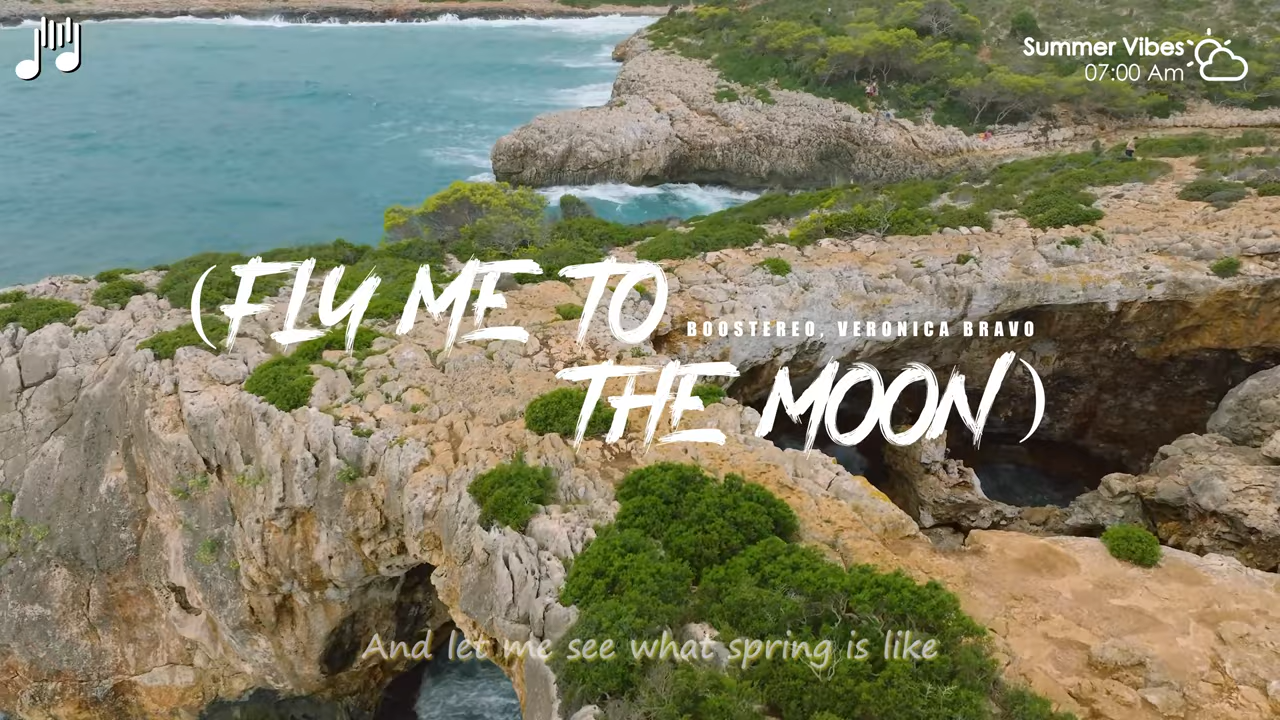 Summer Vibes
07:00 Am
(FLY ME TO
BOOSTEREO, VERONICA BRAVO
THE MOON)
And let me see what spring is like